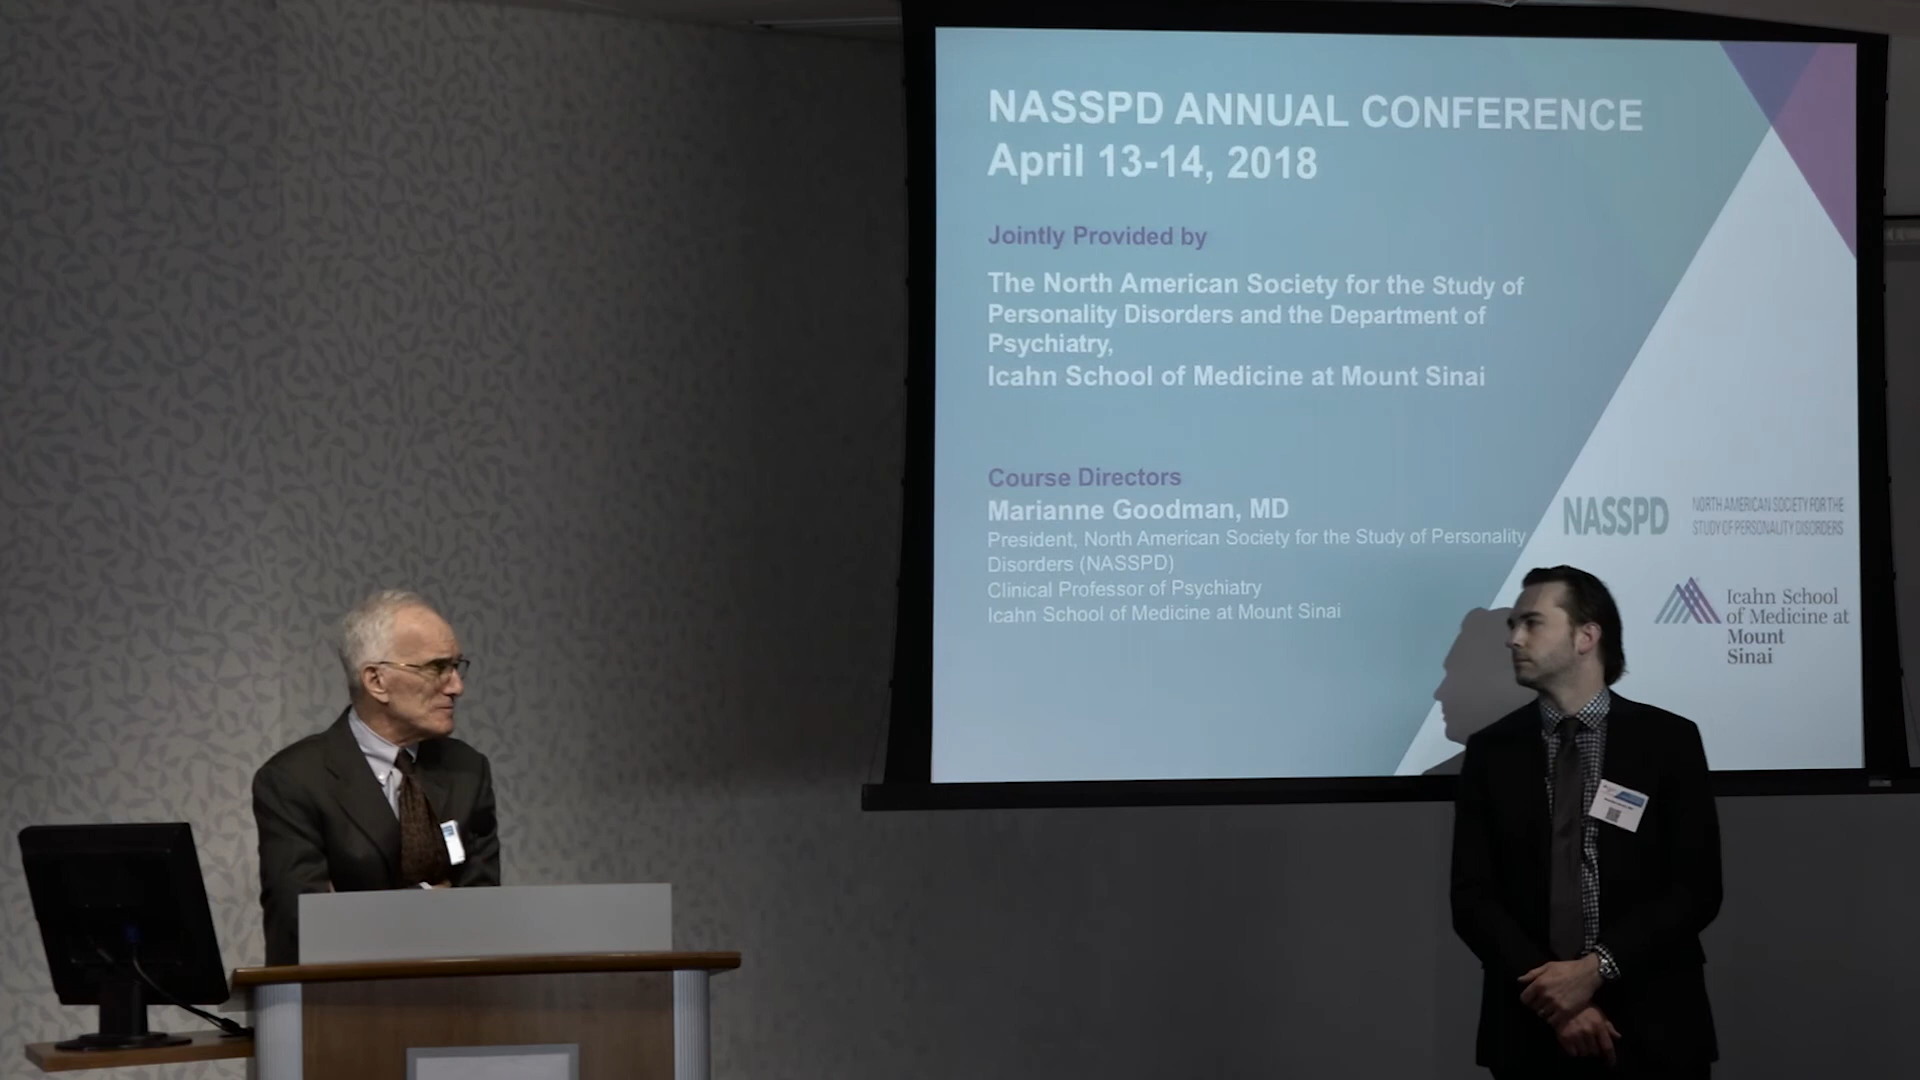 NASSPD ANNUAL CONFERENCE
April 13-14, 2018
Jointly Provided by
The North American Society for the Study of
Personality Disorders and the Department of
Psychiatry,
Icahn School of Medicine at Mount Sinai
Course Directors
Marianne Goodman, MD
President, North American Society for the Study of Personality
Disorders (NASSPD)
Clinical Professor of Psychiatry
Icahn School of Medicine at Mount Sinai
NASSPD
NORTH AMERICAN SOCIETY FOR THE
STUDY OF PERSONALITY DISORDERS
Icahn School
of Medicine at
Mount
Sinai